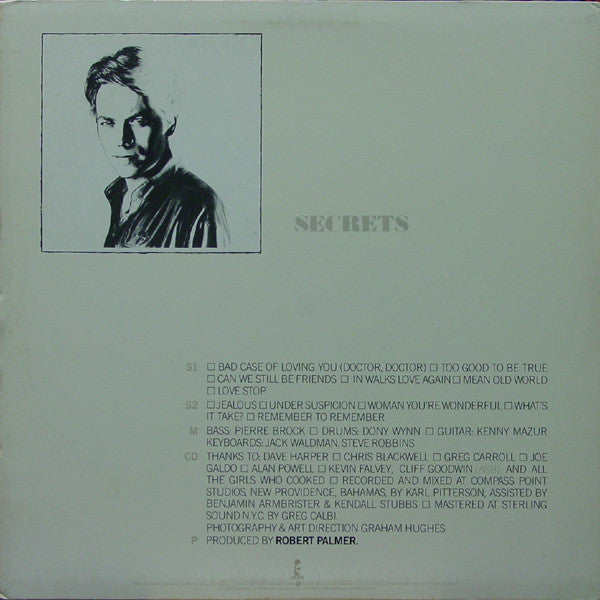 SECRETS
S1 □ BAD CASE OF LOVING YOU (DOCTOR, DOCTOR) □ TOO GOOD TO BE TRUE
□ CAN WE STILL BE FRIENDS □ IN WALKS LOVE AGAIN □ MEAN OLD WORLD
□ LOVE STOP
S2 □ JEALOUS □ UNDER SUSPICION □ WOMAN YOU'RE WONDERFUL □ WHAT'S
IT TAKE? □ REMEMBER TO REMEMBER
M BASS: PIERRE BROCK □ DRUMS: DONY WYNN □ GUITAR: KENNY MAZUR
KEYBOARDS: JACK WALDMAN, STEVE ROBBINS
CD THANKS TO: DAVE HARPER □ CHRIS BLACKWELL □ GREG CARROLL □ JOE
GALDO □ ALAN POWELL □ KEVIN FALVEY, CLIFF GOODWIN (ASB) AND ALL
THE GIRLS WHO COOKED □ RECORDED AND MIXED AT COMPASS POINT
STUDIOS, NEW PROVIDENCE, BAHAMAS, BY KARL PITTERSON, ASSISTED BY
BENJAMIN ARMBRISTER & KENDALL STUBBS □ MASTERED AT STERLING
SOUND N.Y.C. BY GREG CALBI.
PHOTOGRAPHY & ART DIRECTION GRAHAM HUGHES
P PRODUCED BY ROBERT PALMER.